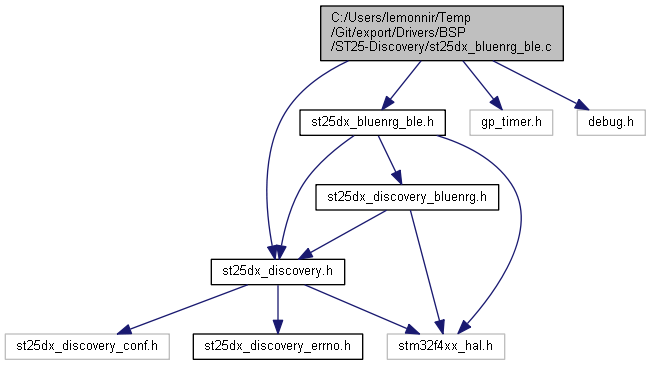 C:/Users/lemonnir/Temp
/Git/export/Drivers/BSP
/ST25-Discovery/st25dx_bluenrg_ble.c
st25dx_bluenrg_ble.h
gp_timer.h
debug.h
st25dx_discovery_bluenrg.h
st25dx_discovery.h
st25dx_discovery_conf.h
st25dx_discovery_errno.h
stm32f4xx_hal.h